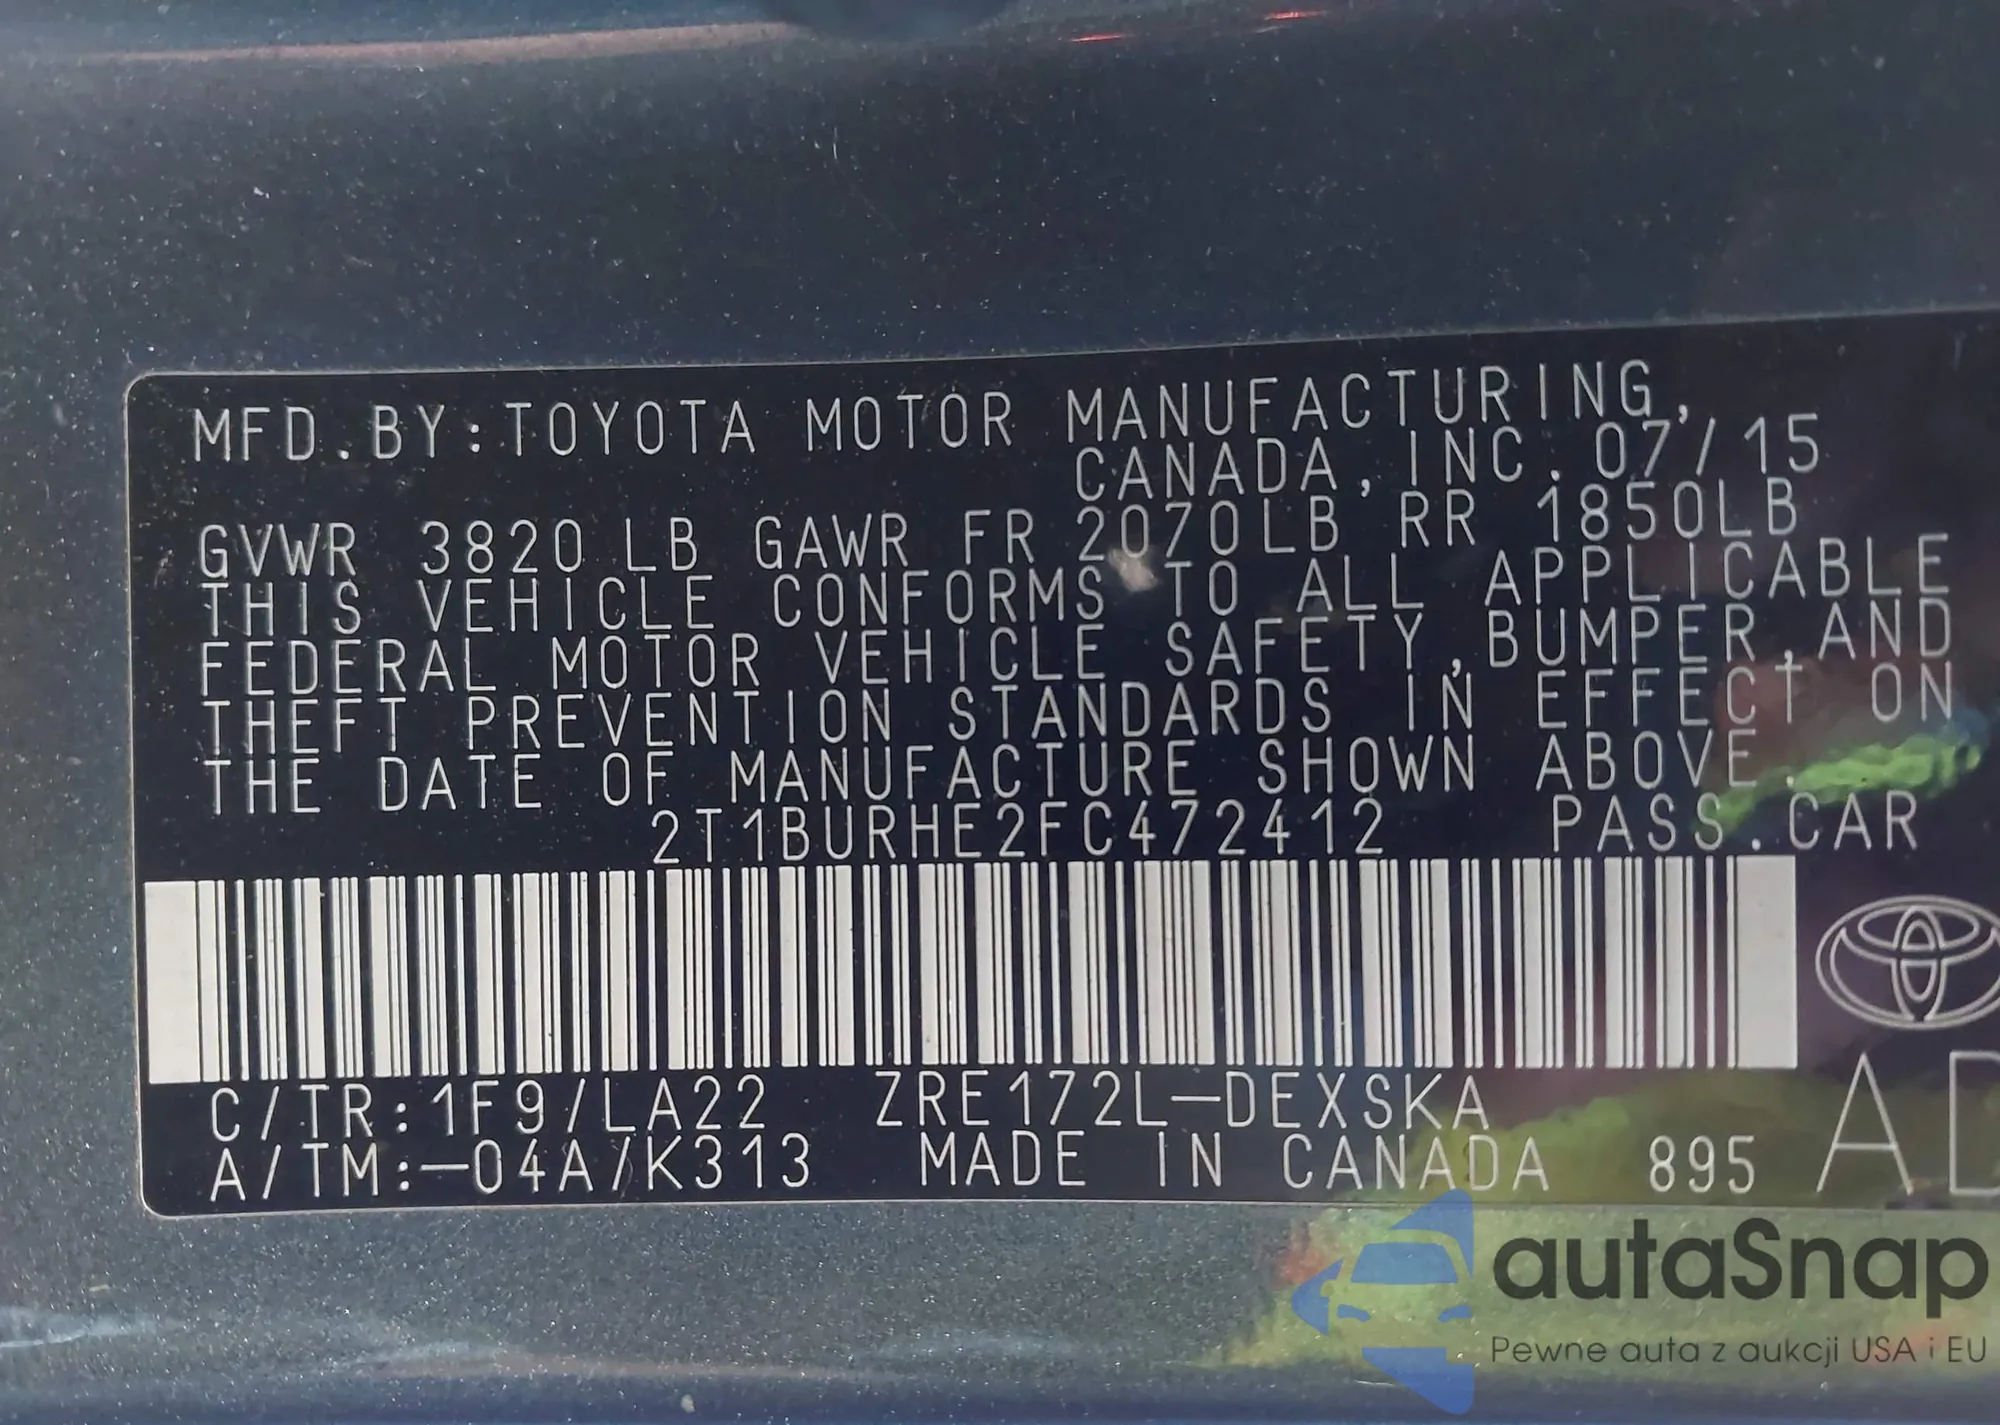 MFD.BY:TOYOTA MOTOR MANUFACTURING,
CANADA, INC. 07/15
GVWR 3820 LB GAWR FR 2070LB RR 1850LB
THIS VEHICLE CONFORMS TO ALL APPLICABLE
FEDERAL MOTOR VEHICLE SAFETY,BUMPER,AND
THEFT PREVENTION STANDARDS IN EFFECT ON
THE DATE OF MANUFACTURE SHOWN ABOVE.
2T1BURHE2FC472412 PASS.CAR
C/TR:1F9/LA22 ZRE172L-DEXSKA
A/TM:-04A/K313 MADE IN CANADA 895 AD
autaSnap
Pewne auta z aukcji USA i EU